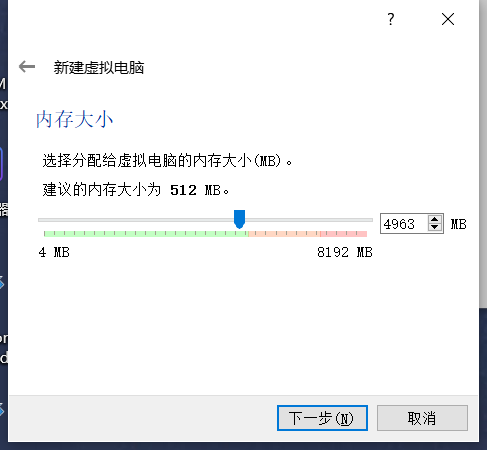 ?
新建虚拟电脑
内存大小
选择分配给虚拟电脑的内存大小(MB)。
建议的内存大小为 512 MB。
4963 MB
4 MB 8192 MB
下一步(N) 取消